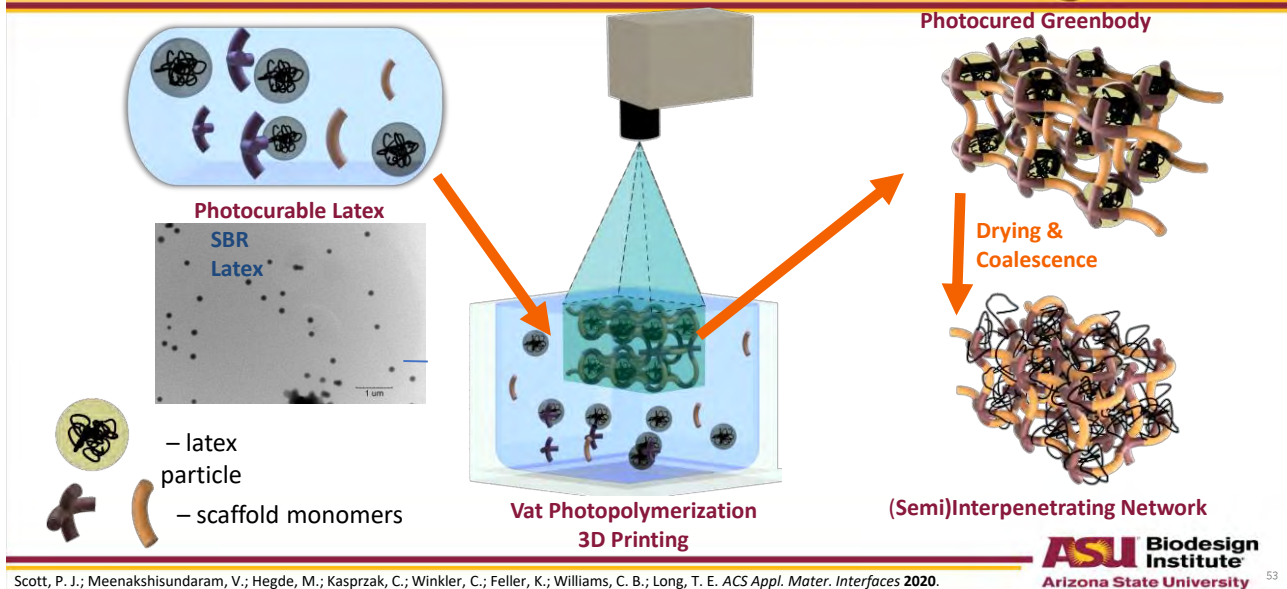 Photocured Greenbody
Photocurable Latex
SBR
Latex
1 um
– latex
particle
– scaffold monomers
Vat Photopolymerization
3D Printing
Drying &
Coalescence
(Semi)Interpenetrating Network
Scott, P. J.; Meenakshisundaram, V.; Hegde, M.; Kasprzak, C.; Winkler, C.; Feller, K.; Williams, C. B.; Long, T. E. ACS Appl. Mater. Interfaces 2020.
ASU Biodesign
Institute
Arizona State University
53